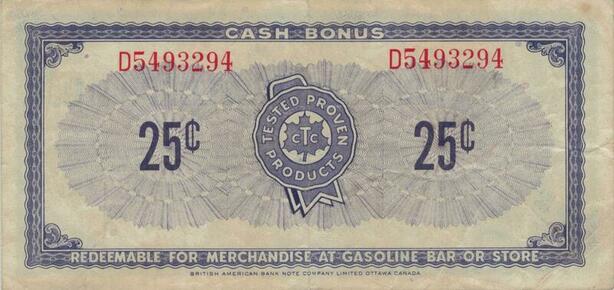 CASH BONUS
D5493294 D5493294
TESTED PROVEN
25¢ CTC 25¢
PRODUCTS
REDEEMABLE FOR MERCHANDISE AT GASOLINE BAR OR STORE
BRITISH AMERICAN BANK NOTE COMPANY LIMITED OTTAWA CANADA